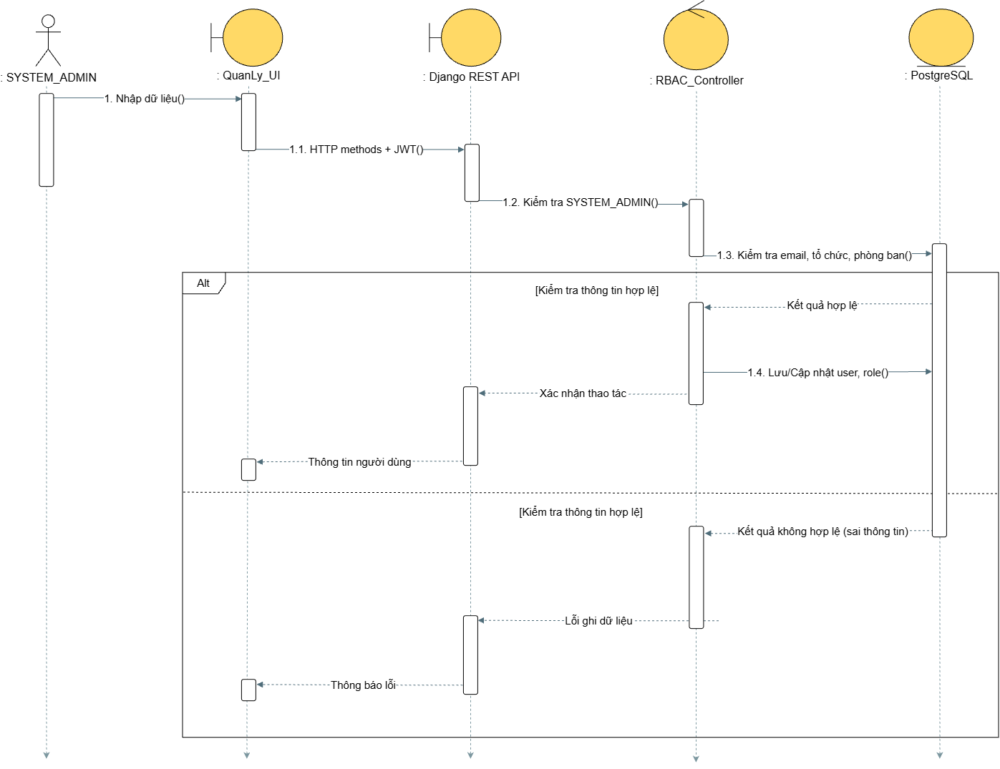 : SYSTEM_ADMIN
: QuanLy_UI
: Django REST API
: RBAC_Controller
: PostgreSQL
1. Nhập dữ liệu()
1.1. HTTP methods + JWT()
1.2. Kiểm tra SYSTEM_ADMIN()
1.3. Kiểm tra email, tổ chức, phòng ban()
Alt
[Kiểm tra thông tin hợp lệ]
Kết quả hợp lệ
1.4. Lưu/Cập nhật user, role()
Xác nhận thao tác
Thông tin người dùng
[Kiểm tra thông tin hợp lệ]
Kết quả không hợp lệ (sai thông tin)
Lỗi ghi dữ liệu
Thông báo lỗi